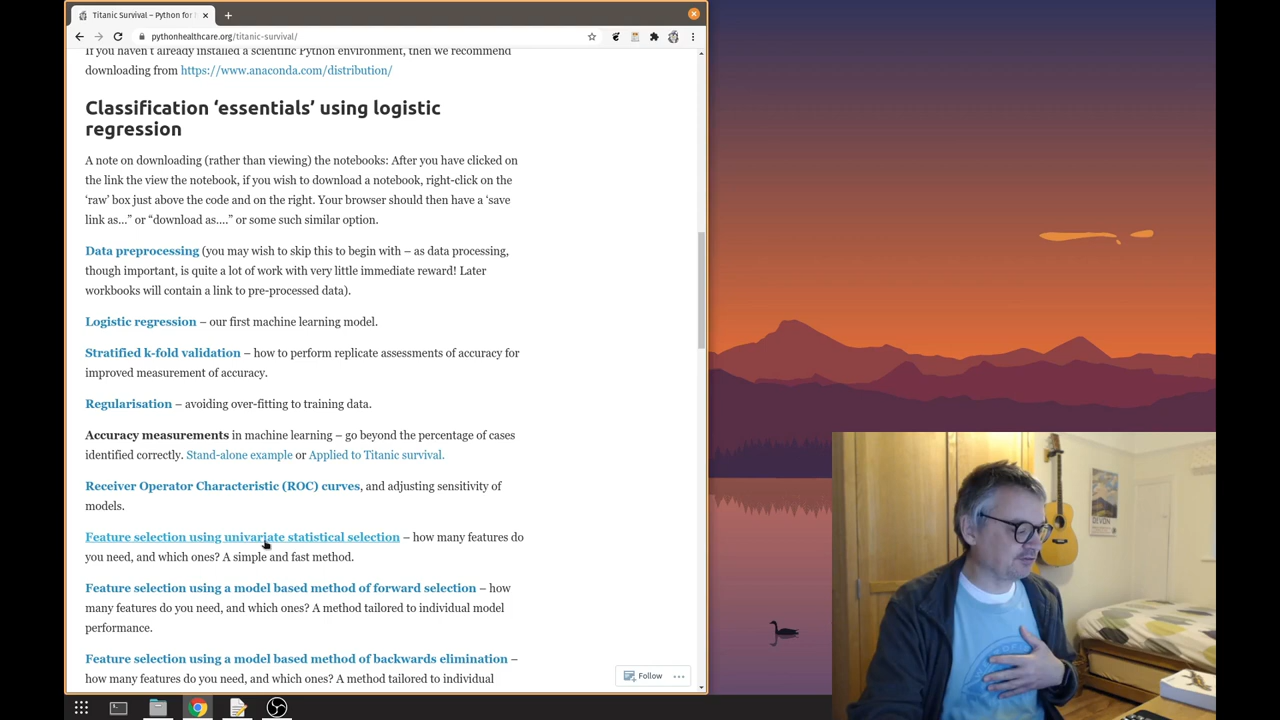 Titanic Survival – Python for
pythonhealthcare.org/titanic-survival/
If you haven't already installed a scientific Python environment, then we recommend
downloading from https://www.anaconda.com/distribution/
Classification ‘essentials’ using logistic
regression
A note on downloading (rather than viewing) the notebooks: After you have clicked on
the link the view the notebook, if you wish to download a notebook, right-click on the
‘raw’ box just above the code and on the right. Your browser should then have a ‘save
link as…” or “download as….” or some such similar option.
Data preprocessing (you may wish to skip this to begin with – as data processing,
though important, is quite a lot of work with very little immediate reward! Later
workbooks will contain a link to pre-processed data).
Logistic regression – our first machine learning model.
Stratified k-fold validation – how to perform replicate assessments of accuracy for
improved measurement of accuracy.
Regularisation – avoiding over-fitting to training data.
Accuracy measurements in machine learning – go beyond the percentage of cases
identified correctly. Stand-alone example or Applied to Titanic survival.
Receiver Operator Characteristic (ROC) curves, and adjusting sensitivity of
models.
Feature selection using univariate statistical selection – how many features do
you need, and which ones? A simple and fast method.
Feature selection using a model based method of forward selection – how
many features do you need, and which ones? A method tailored to individual model
performance.
Feature selection using a model based method of backwards elimination –
how many features do you need, and which ones? A method tailored to individual
Follow
DEVON